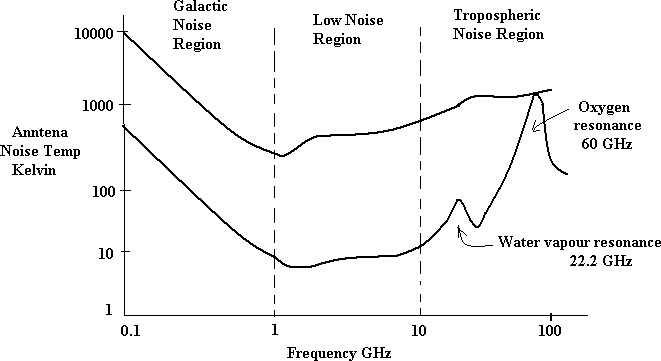 Galactic
Noise
Region
Low Noise
Region
Tropospheric
Noise Region
10000
1000
100
10
1
Anntena
Noise Temp
Kelvin
Oxygen
resonance
60 GHz
Water vapour resonance
22.2 GHz
0.1
1
10
100
Frequency GHz